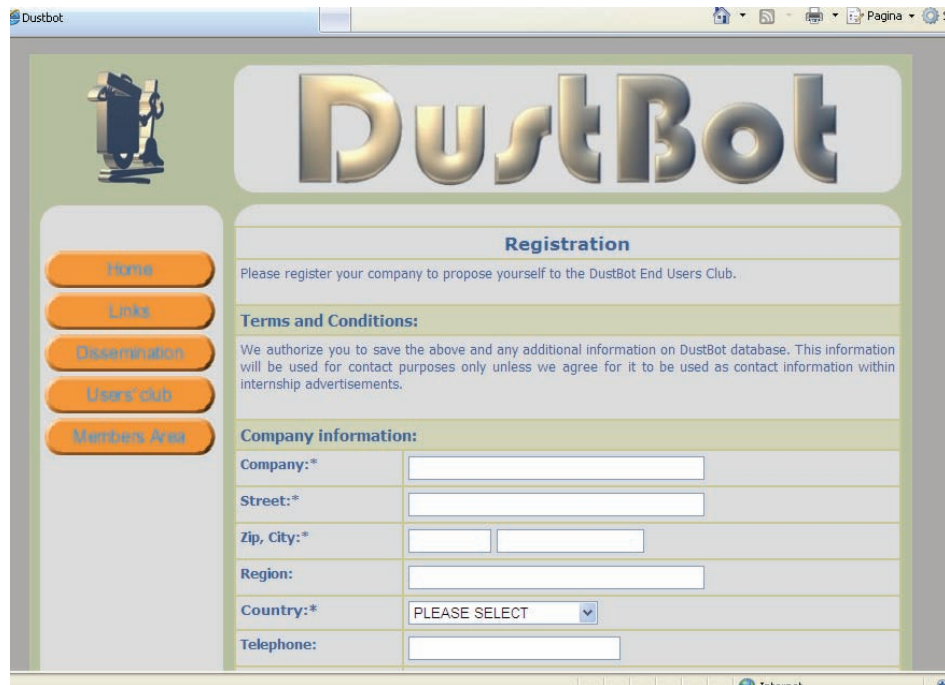 Dustbot
Pagina
DustBot
Home
Links
Dissemination
Users' club
Members Area
Registration
Please register your company to propose yourself to the DustBot End Users Club.
Terms and Conditions:
We authorize you to save the above and any additional information on DustBot database. This information
will be used for contact purposes only unless we agree for it to be used as contact information within
internship advertisements.
Company information:
Company:*
Street:*
Zip, City:*
Region:
Country:* PLEASE SELECT
Telephone: